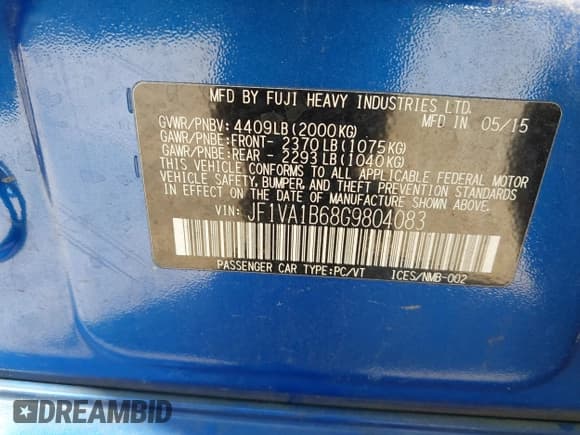 MFD BY FUJI HEAVY INDUSTRIES LTD.
MFD IN 05/15
GVWR/PNBV: 4409LB(2000KG)
GAWR/PNBE:FRONT- 2370LB(1075KG)
GAWR/PNBE:REAR - 2293LB(1040KG)
THIS VEHICLE CONFORMS TO ALL APPLICABLE FEDERAL MOTOR
VEHICLE SAFETY, BUMPER, AND THEFT PREVENTION STANDARDS
IN EFFECT ON THE DATE OF MANUFACTURE SHOWN ABOVE.
VIN: JF1VA1B68G9804083
PASSENGER CAR TYPE:PC/VT ICES/NMB-002
DREAMBID